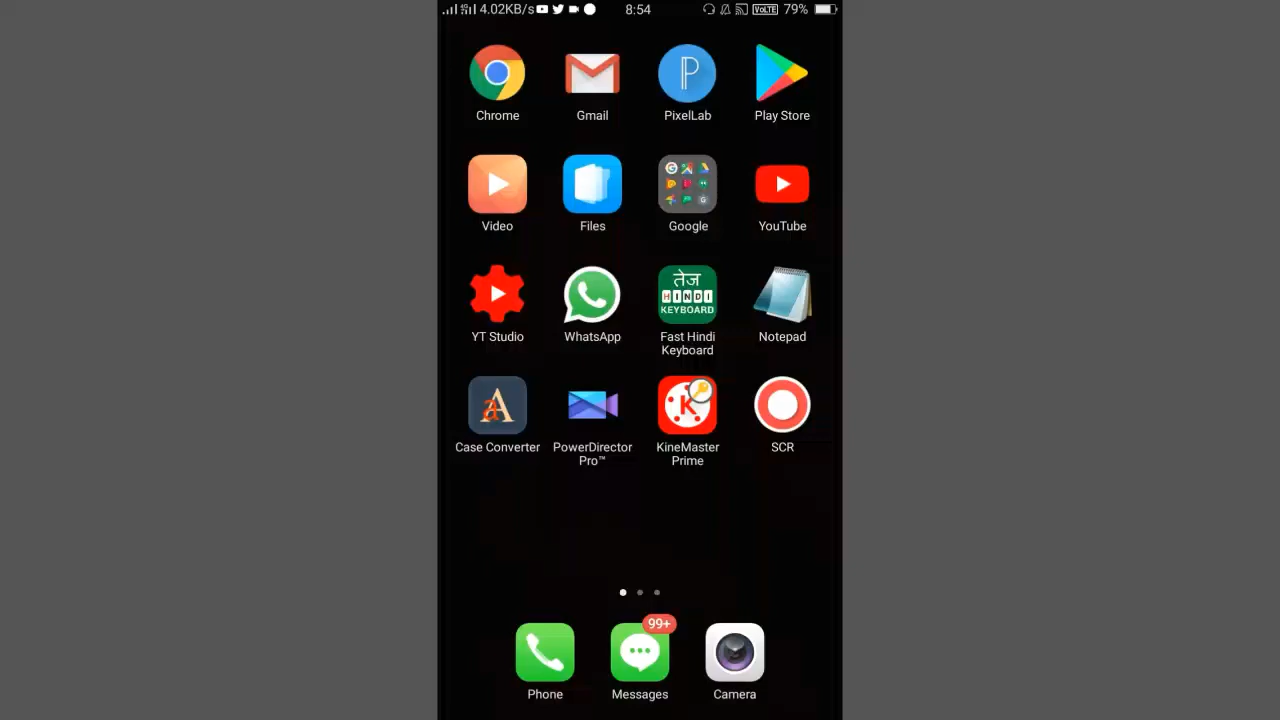 4.02KB/s 8:54 VoLTE 79%
Chrome Gmail PixelLab Play Store
Video Files Google YouTube
तेज
HINDI
KEYBOARD
YT Studio WhatsApp Fast Hindi Keyboard Notepad
Case Converter PowerDirector Pro™ KineMaster Prime SCR
99+
Phone Messages Camera